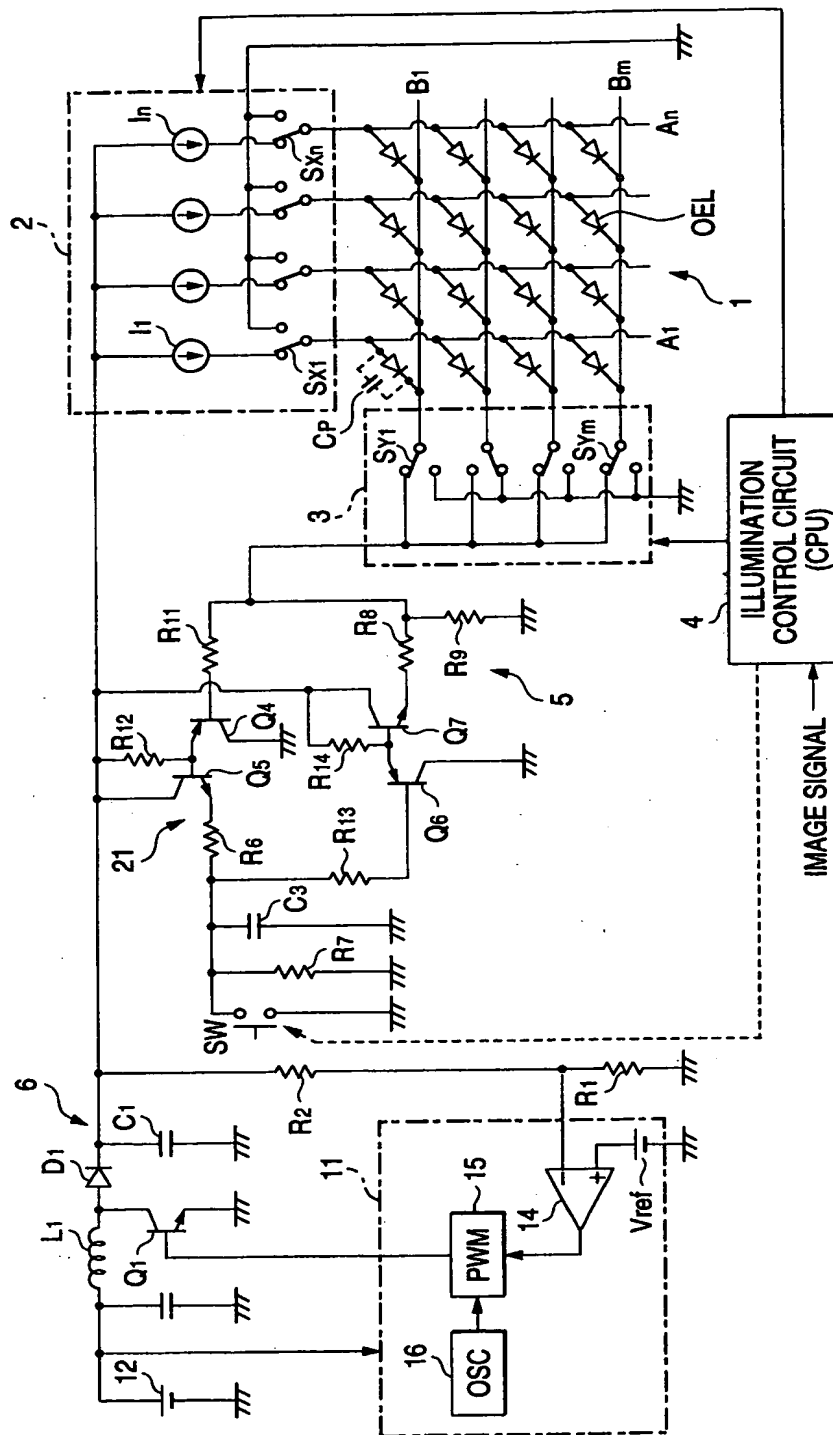 6
D1
L1
C1
Q1
12
11
R2
R1
16
OSC
15
PWM
14
Vref
SW
R7
C3
R6
21
Q5
R12
Q4
R11
R13
R14
Q6
Q7
R8
R9
5
2
I1
In
SX1
SXn
CP
B1
Bm
A1
An
OEL
1
3
SY1
SYm
4
ILLUMINATION
CONTROL CIRCUIT
(CPU)
IMAGE SIGNAL